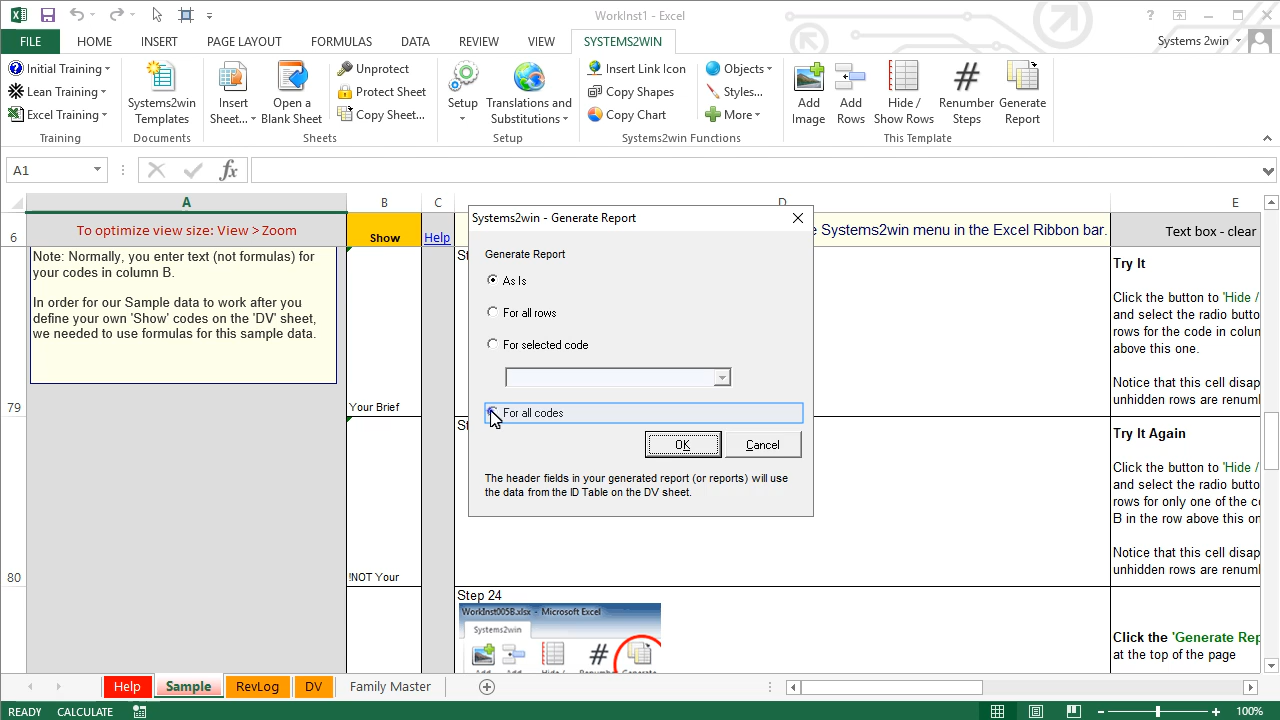 WorkInst1 - Excel
FILE HOME INSERT PAGE LAYOUT FORMULAS DATA REVIEW VIEW SYSTEMS2WIN
Systems 2win
Initial Training
Lean Training
Excel Training
Training
Systems2win
Templates
Documents
Insert
Sheet...
Open a
Blank Sheet
Unprotect
Protect Sheet
Copy Sheet...
Sheets
Setup
Translations and
Substitutions
Setup
Insert Link Icon
Copy Shapes
Copy Chart
Objects
Styles...
More
Systems2win Functions
Add
Image
Add
Rows
Hide /
Show Rows
Renumber
Steps
Generate
Report
This Template
A1
fx
A B C D E
6
To optimize view size: View > Zoom
Show
Help
Systems2win menu in the Excel Ribbon bar.
Text box - clear
Note: Normally, you enter text (not formulas) for
your codes in column B.
In order for our Sample data to work after you
define your own 'Show' codes on the 'DV' sheet,
we needed to use formulas for this sample data.
79
Your Brief
80
!NOT Your
Systems2win - Generate Report
Generate Report
As Is
For all rows
For selected code
For all codes
OK
Cancel
The header fields in your generated report (or reports) will use
the data from the ID Table on the DV sheet.
Try It
Click the button to 'Hide /
and select the radio butto
rows for the code in colun
above this one.
Notice that this cell disap
unhidden rows are renum
Try It Again
Click the button to 'Hide /
and select the radio butto
rows for only one of the c
B in the row above this on
Notice that this cell disap
unhidden rows are renum
Step 24
WorkInst005B.xlsx - Microsoft Excel
Systems2win
Click the 'Generate Rep
at the top of the page
Help Sample RevLog DV Family Master
READY CALCULATE
100%